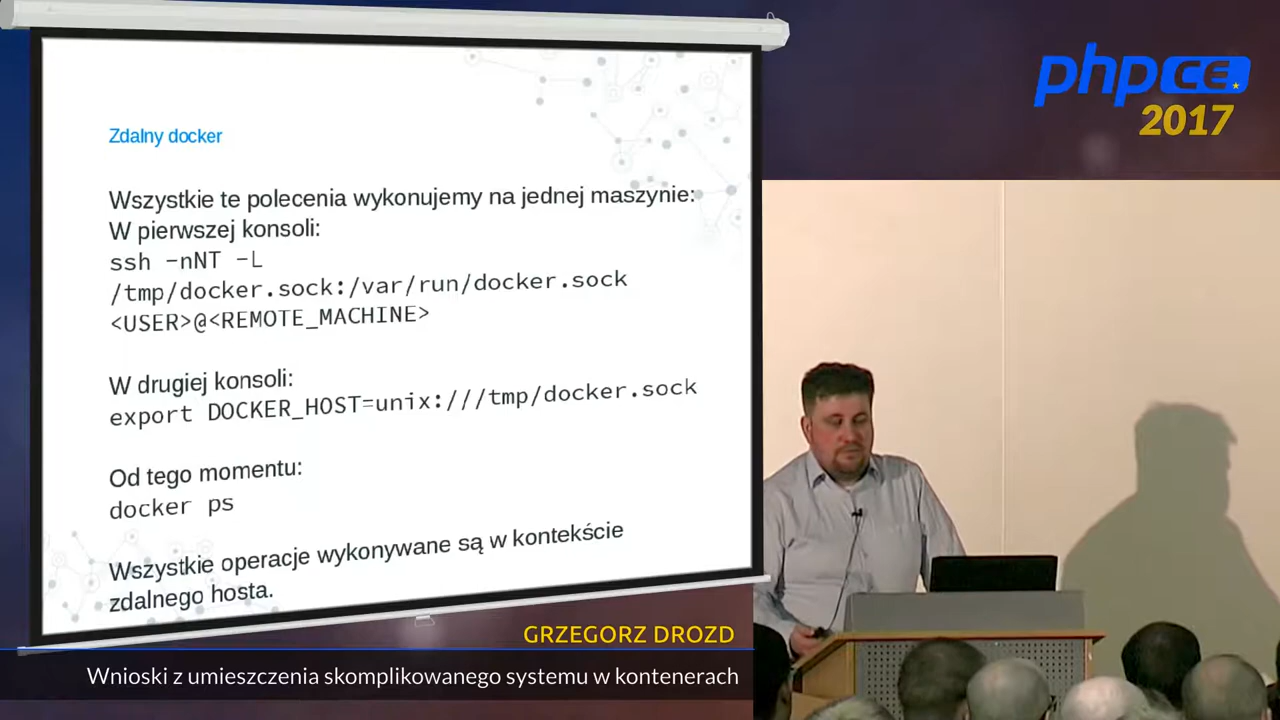 Zdalny docker
Wszystkie te polecenia wykonujemy na jednej maszynie:
W pierwszej konsoli:
ssh -nNT -L
/tmp/docker.sock:/var/run/docker.sock
<USER>@<REMOTE_MACHINE>
W drugiej konsoli:
export DOCKER_HOST=unix:///tmp/docker.sock
Od tego momentu:
docker ps
Wszystkie operacje wykonywane są w kontekście
zdalnego hosta.
phpCE
2017
GRZEGORZ DROZD
Wnioski z umieszczenia skomplikowanego systemu w kontenerach